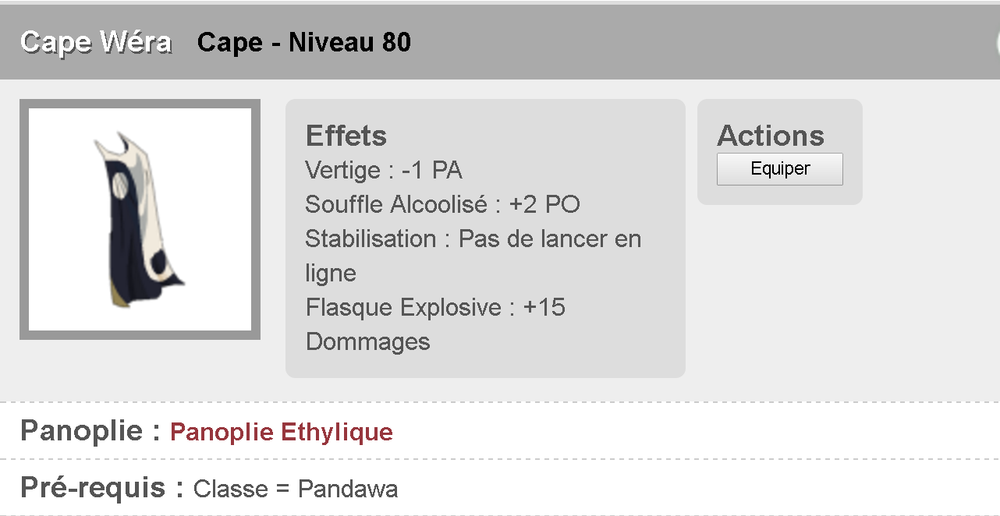 Cape Wéra Cape - Niveau 80
Effets
Vertige : -1 PA
Souffle Alcoolisé : +2 PO
Stabilisation : Pas de lancer en
ligne
Flasque Explosive : +15
Dommages
Actions
Equiper
Panoplie : Panoplie Ethylique
Pré-requis : Classe = Pandawa